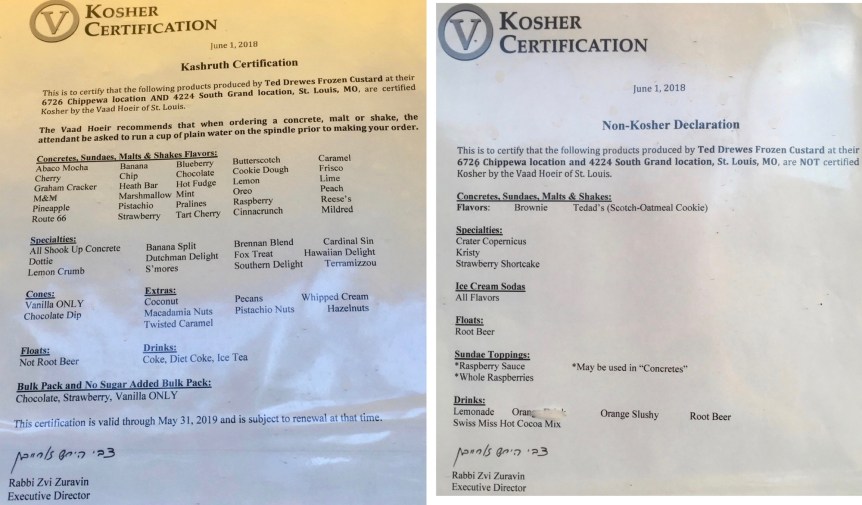 V KOSHER
CERTIFICATION
June 1, 2018
Kashruth Certification
This is to certify that the following products produced by Ted Drewes Frozen Custard at their
6726 Chippewa location AND 4224 South Grand location, St. Louis, MO, are certified
Kosher by the Vaad Hoeir of St. Louis.
The Vaad Hoeir recommends that when ordering a concrete, malt or shake, the
attendant be asked to run a cup of plain water on the spindle prior to making your order.
Concretes, Sundaes, Malts & Shakes Flavors:
Abaco Mocha Banana Blueberry Butterscotch Caramel
Cherry Chip Chocolate Cookie Dough Frisco
Graham Cracker Heath Bar Hot Fudge Lemon Lime
M&M Marshmallow Mint Oreo Peach
Pineapple Pistachio Pralines Raspberry Reese's
Route 66 Strawberry Tart Cherry Cinnacrunch Mildred
Specialties:
All Shook Up Concrete Banana Split Brennan Blend Cardinal Sin
Dottie Dutchman Delight Fox Treat Hawaiian Delight
Lemon Crumb S'mores Southern Delight Terramizzou
Cones: Extras:
Vanilla ONLY Coconut Pecans Whipped Cream
Chocolate Dip Macadamia Nuts Pistachio Nuts Hazelnuts
Twisted Caramel
Floats: Drinks:
Not Root Beer Coke, Diet Coke, Ice Tea
Bulk Pack and No Sugar Added Bulk Pack:
Chocolate, Strawberry, Vanilla ONLY
This certification is valid through May 31, 2019 and is subject to renewal at that time.
Rabbi Zvi Zuravin
Executive Director
V KOSHER
CERTIFICATION
June 1, 2018
Non-Kosher Declaration
This is to certify that the following products produced by Ted Drewes Frozen Custard at their
6726 Chippewa location and 4224 South Grand location, St. Louis, MO, are NOT certified
Kosher by the Vaad Hoeir of St. Louis.
Concretes, Sundaes, Malts & Shakes:
Flavors: Brownie Tedad's (Scotch-Oatmeal Cookie)
Specialties:
Crater Copernicus
Kristy
Strawberry Shortcake
Ice Cream Sodas
All Flavors
Floats:
Root Beer
Sundae Toppings:
*Raspberry Sauce *May be used in "Concretes"
*Whole Raspberries
Drinks:
Lemonade Orange Slushy Root Beer
Swiss Miss Hot Cocoa Mix
Rabbi Zvi Zuravin
Executive Director